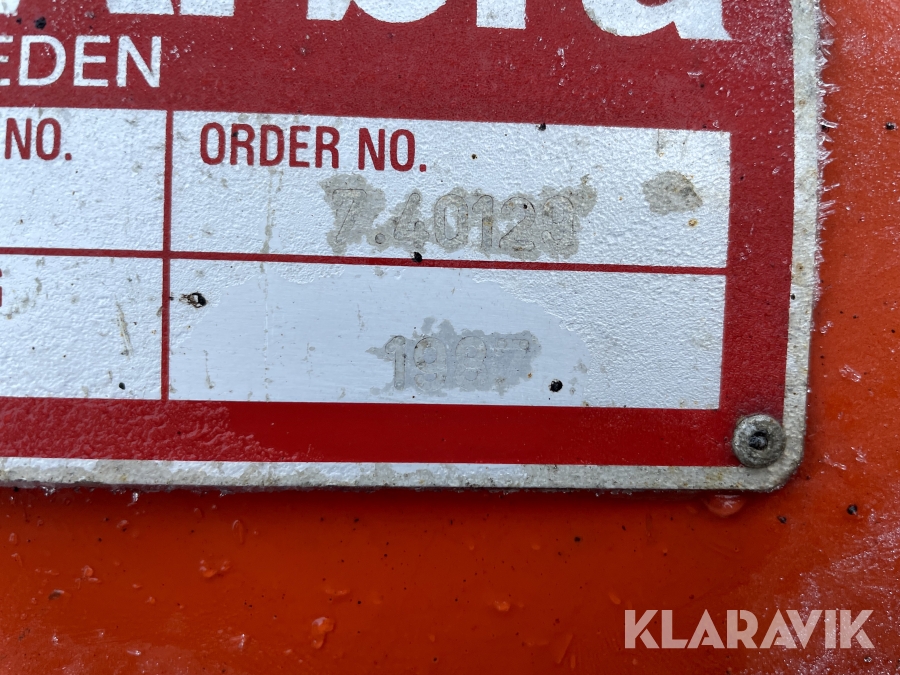 EDEN
NO. ORDER NO.
7.40129
1997
KLARAVIK